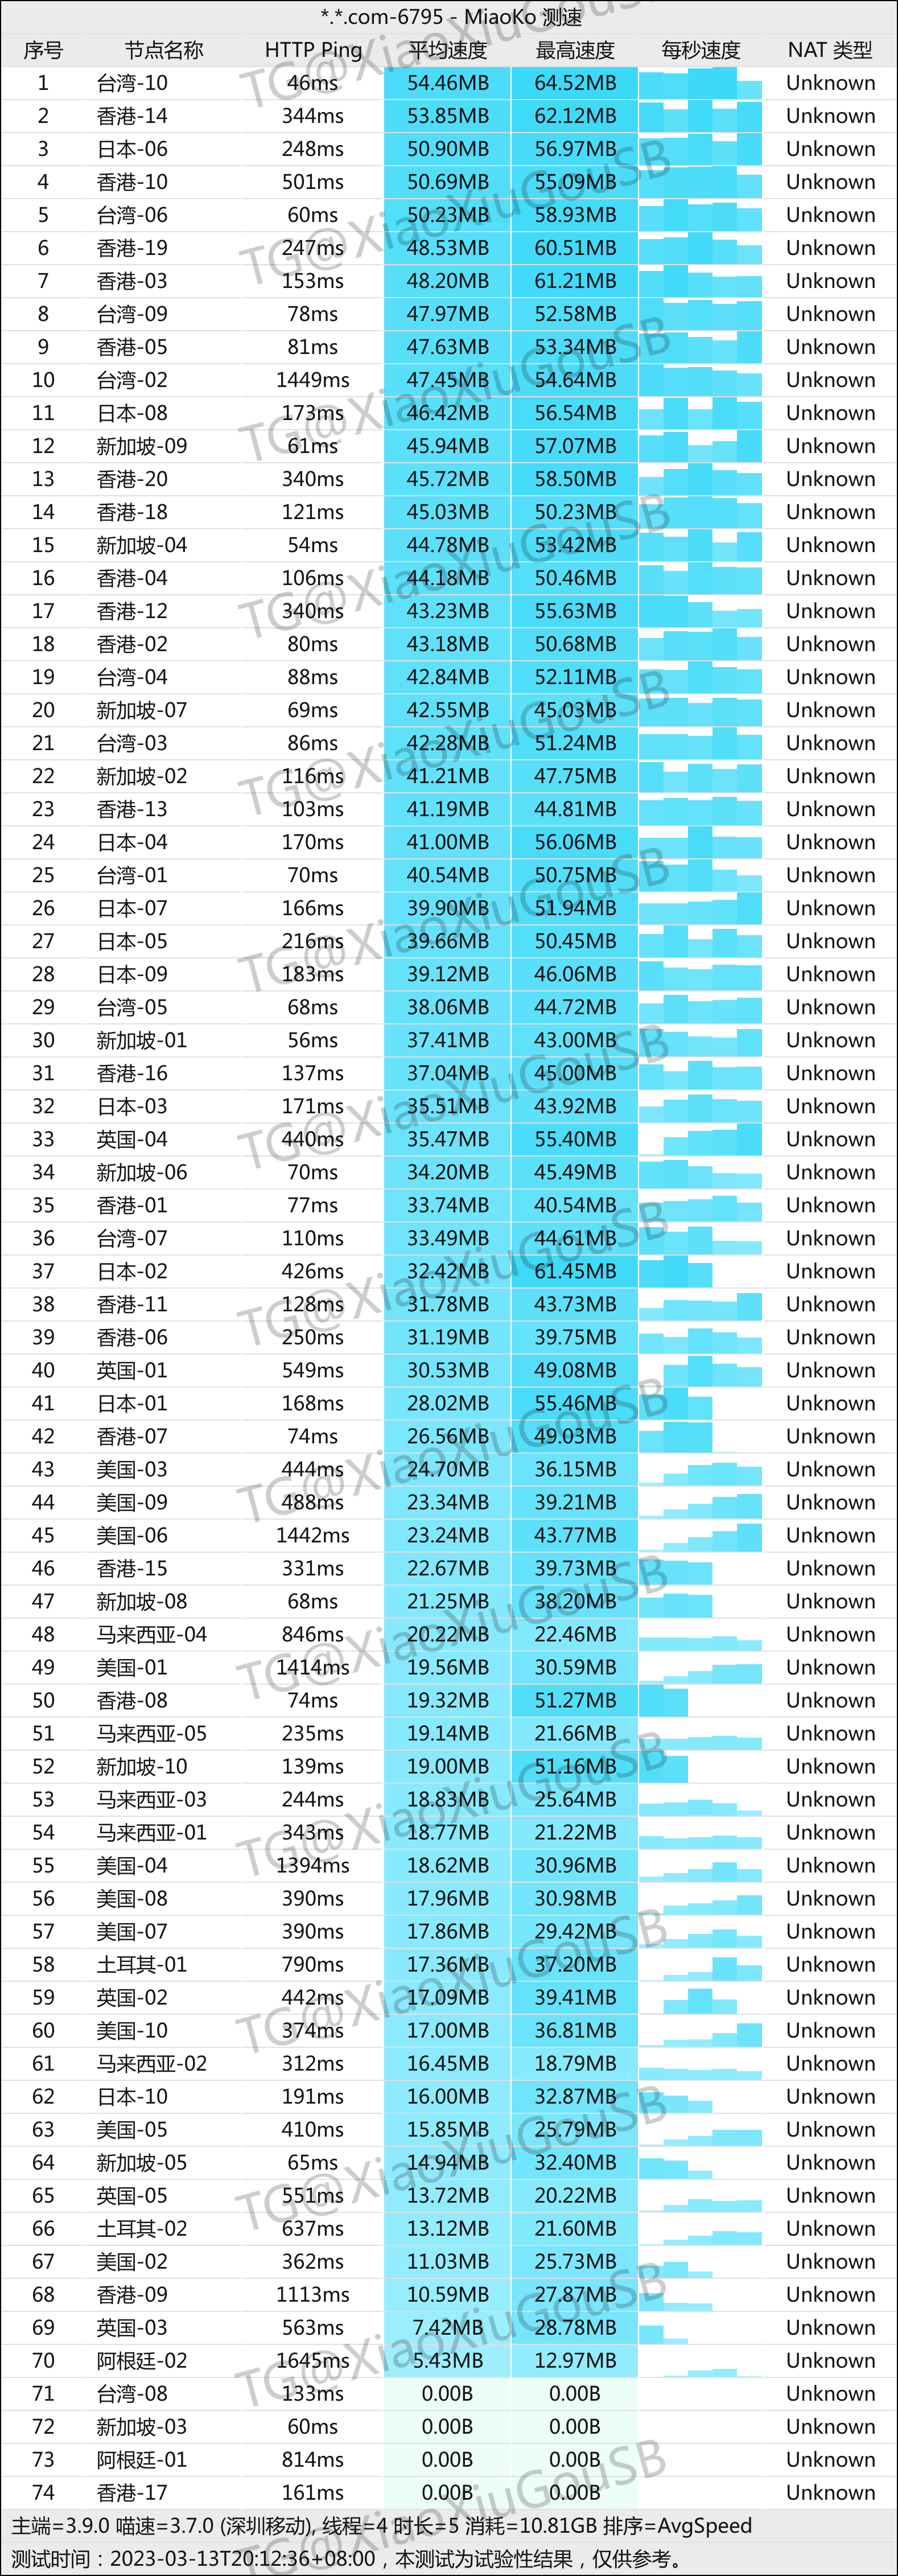 *.*.com-6795 - MiaoKo 测速
序号 节点名称 HTTP Ping 平均速度 最高速度 每秒速度 NAT 类型
1 台湾-10 46ms 54.46MB 64.52MB Unknown
2 香港-14 344ms 53.85MB 62.12MB Unknown
3 日本-06 248ms 50.90MB 56.97MB Unknown
4 香港-10 501ms 50.69MB 55.09MB Unknown
5 台湾-06 60ms 50.23MB 58.93MB Unknown
6 香港-19 247ms 48.53MB 60.51MB Unknown
7 香港-03 153ms 48.20MB 61.21MB Unknown
8 台湾-09 78ms 47.97MB 52.58MB Unknown
9 香港-05 81ms 47.63MB 53.34MB Unknown
10 台湾-02 1449ms 47.45MB 54.64MB Unknown
11 日本-08 173ms 46.42MB 56.54MB Unknown
12 新加坡-09 61ms 45.94MB 57.07MB Unknown
13 香港-20 340ms 45.72MB 58.50MB Unknown
14 香港-18 121ms 45.03MB 50.23MB Unknown
15 新加坡-04 54ms 44.78MB 53.42MB Unknown
16 香港-04 106ms 44.18MB 50.46MB Unknown
17 香港-12 340ms 43.23MB 55.63MB Unknown
18 香港-02 80ms 43.18MB 50.68MB Unknown
19 台湾-04 88ms 42.84MB 52.11MB Unknown
20 新加坡-07 69ms 42.55MB 45.03MB Unknown
21 台湾-03 86ms 42.28MB 51.24MB Unknown
22 新加坡-02 116ms 41.21MB 47.75MB Unknown
23 香港-13 103ms 41.19MB 44.81MB Unknown
24 日本-04 170ms 41.00MB 56.06MB Unknown
25 台湾-01 70ms 40.54MB 50.75MB Unknown
26 日本-07 166ms 39.90MB 51.94MB Unknown
27 日本-05 216ms 39.66MB 50.45MB Unknown
28 日本-09 183ms 39.12MB 46.06MB Unknown
29 台湾-05 68ms 38.06MB 44.72MB Unknown
30 新加坡-01 56ms 37.41MB 43.00MB Unknown
31 香港-16 137ms 37.04MB 45.00MB Unknown
32 日本-03 171ms 35.51MB 43.92MB Unknown
33 英国-04 440ms 35.47MB 55.40MB Unknown
34 新加坡-06 70ms 34.20MB 45.49MB Unknown
35 香港-01 77ms 33.74MB 40.54MB Unknown
36 台湾-07 110ms 33.49MB 44.61MB Unknown
37 日本-02 426ms 32.42MB 61.45MB Unknown
38 香港-11 128ms 31.78MB 43.73MB Unknown
39 香港-06 250ms 31.19MB 39.75MB Unknown
40 英国-01 549ms 30.53MB 49.08MB Unknown
41 日本-01 168ms 28.02MB 55.46MB Unknown
42 香港-07 74ms 26.56MB 49.03MB Unknown
43 美国-03 444ms 24.70MB 36.15MB Unknown
44 美国-09 488ms 23.34MB 39.21MB Unknown
45 美国-06 1442ms 23.24MB 43.77MB Unknown
46 香港-15 331ms 22.67MB 39.73MB Unknown
47 新加坡-08 68ms 21.25MB 38.20MB Unknown
48 马来西亚-04 846ms 20.22MB 22.46MB Unknown
49 美国-01 1414ms 19.56MB 30.59MB Unknown
50 香港-08 74ms 19.32MB 51.27MB Unknown
51 马来西亚-05 235ms 19.14MB 21.66MB Unknown
52 新加坡-10 139ms 19.00MB 51.16MB Unknown
53 马来西亚-03 244ms 18.83MB 25.64MB Unknown
54 马来西亚-01 343ms 18.77MB 21.22MB Unknown
55 美国-04 1394ms 18.62MB 30.96MB Unknown
56 美国-08 390ms 17.96MB 30.98MB Unknown
57 美国-07 390ms 17.86MB 29.42MB Unknown
58 土耳其-01 790ms 17.36MB 37.20MB Unknown
59 英国-02 442ms 17.09MB 39.41MB Unknown
60 美国-10 374ms 17.00MB 36.81MB Unknown
61 马来西亚-02 312ms 16.45MB 18.79MB Unknown
62 日本-10 191ms 16.00MB 32.87MB Unknown
63 美国-05 410ms 15.85MB 25.79MB Unknown
64 新加坡-05 65ms 14.94MB 32.40MB Unknown
65 英国-05 551ms 13.72MB 20.22MB Unknown
66 土耳其-02 637ms 13.12MB 21.60MB Unknown
67 美国-02 362ms 11.03MB 25.73MB Unknown
68 香港-09 1113ms 10.59MB 27.87MB Unknown
69 英国-03 563ms 7.42MB 28.78MB Unknown
70 阿根廷-02 1645ms 5.43MB 12.97MB Unknown
71 台湾-08 133ms 0.00B 0.00B Unknown
72 新加坡-03 60ms 0.00B 0.00B Unknown
73 阿根廷-01 814ms 0.00B 0.00B Unknown
74 香港-17 161ms 0.00B 0.00B Unknown
主端=3.9.0 喵速=3.7.0 (深圳移动), 线程=4 时长=5 消耗=10.81GB 排序=AvgSpeed
测试时间：2023-03-13T20:12:36+08:00，本测试为试验性结果，仅供参考。
TG@XiaoXiuGouSB